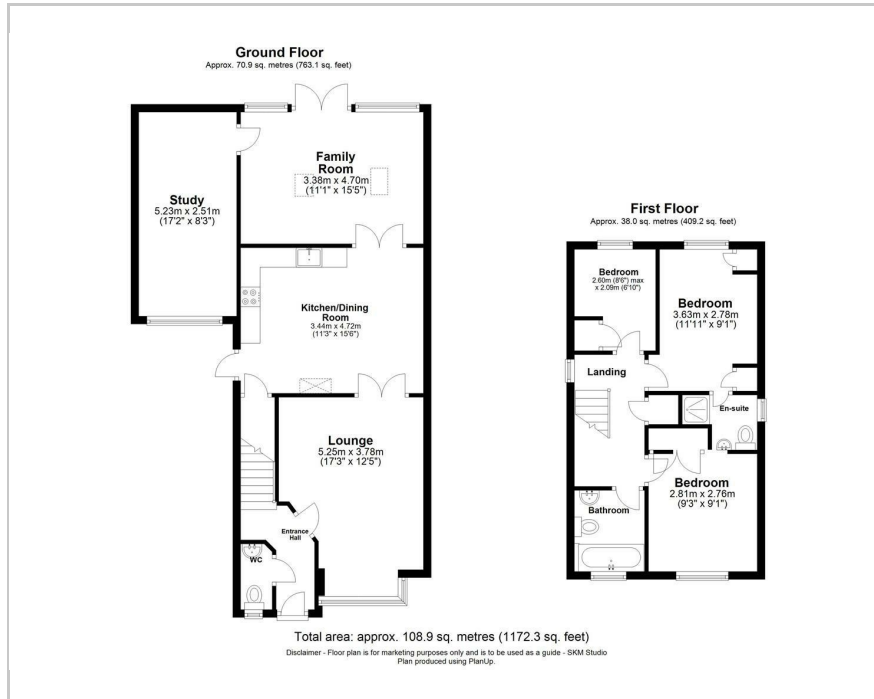 Ground Floor
Approx. 70.9 sq. metres (763.1 sq. feet)
Family
Room
3.38m x 4.70m
(11'1" x 15'5")
Study
5.23m x 2.51m
(17'2" x 8'3")
Kitchen/Dining
Room
3.44m x 4.72m
(11'3" x 15'6")
Lounge
5.25m x 3.78m
(17'3" x 12'5")
Entrance
Hall
WC
First Floor
Approx. 38.0 sq. metres (409.2 sq. feet)
Bedroom
2.60m (8'6") max
x 2.09m (6'10")
Bedroom
3.63m x 2.78m
(11'11" x 9'1")
Landing
En-suite
Bedroom
2.81m x 2.76m
(9'3" x 9'1")
Bathroom
Total area: approx. 108.9 sq. metres (1172.3 sq. feet)
Disclaimer - Floor plan is for marketing purposes only and is to be used as a guide - SKM Studio
Plan produced using PlanUp.